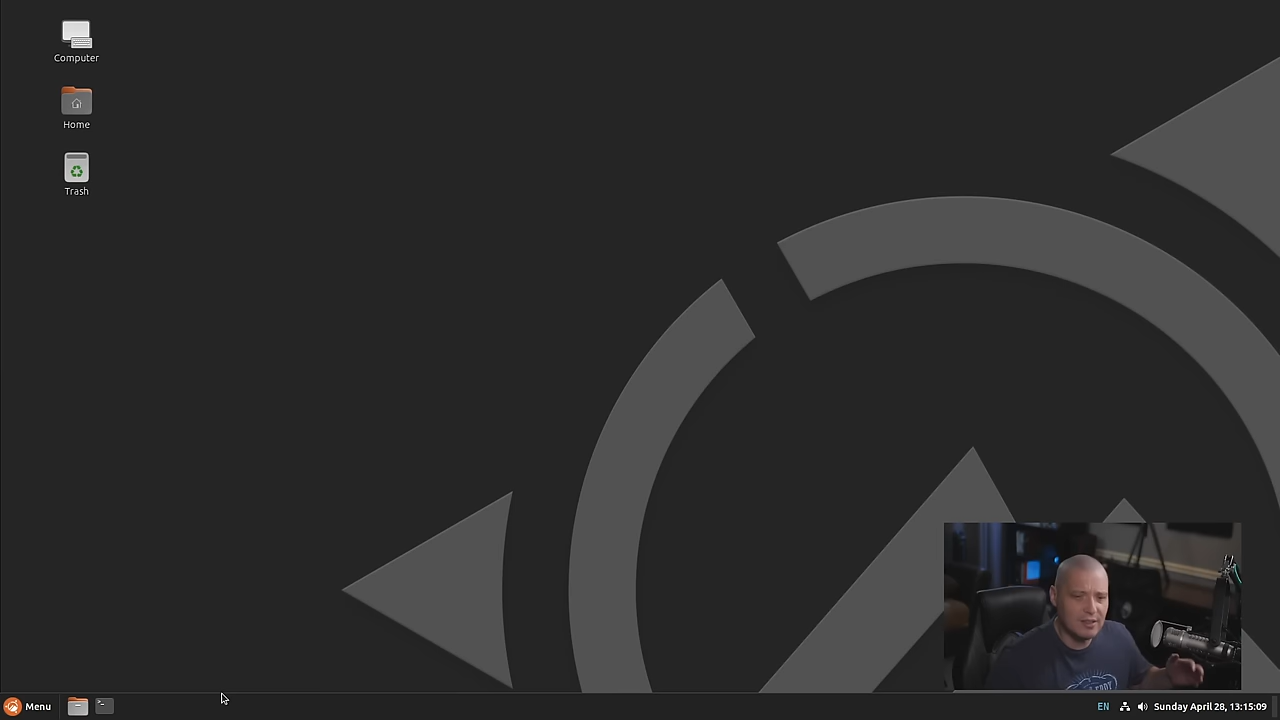 Computer
Home
Trash
Menu
EN
Sunday April 28, 13:15:09